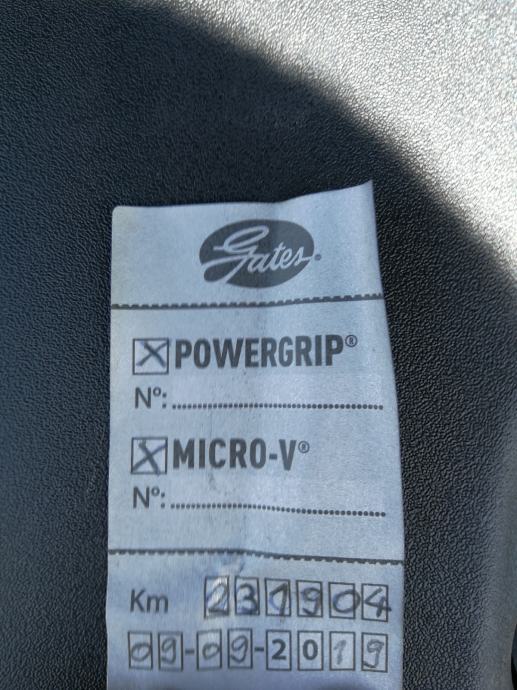 Gates®
☒ POWERGRIP®
Nº:
☒ MICRO-V®
Nº:
Km 231904
09-09-2019